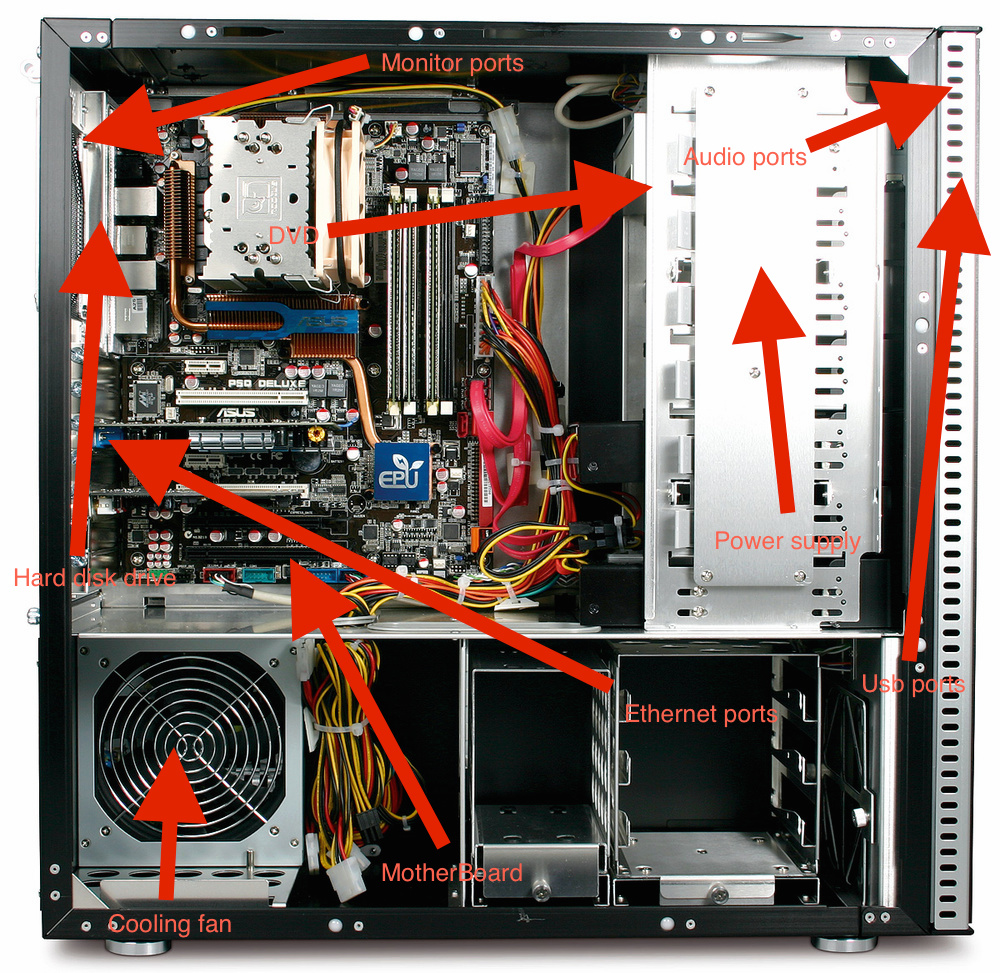 Monitor ports
Audio ports
DVD
P5Q DELUXE
ASUS
EPU
Power supply
Hard disk drive
Usb ports
Ethernet ports
MotherBoard
Cooling fan